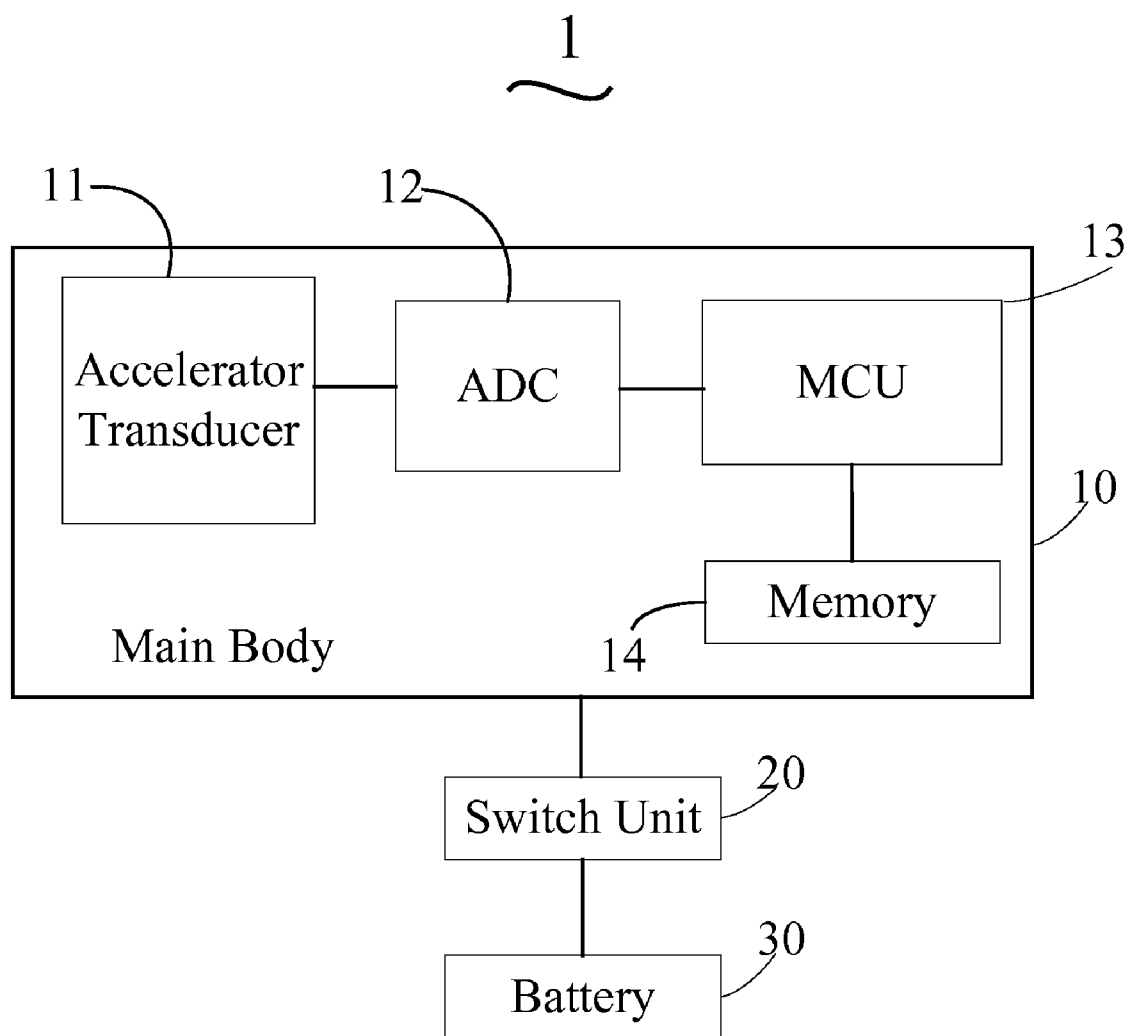 1
11
12
13
Accelerator
Transducer
ADC
MCU
10
Memory
14
Main Body
20
Switch Unit
30
Battery